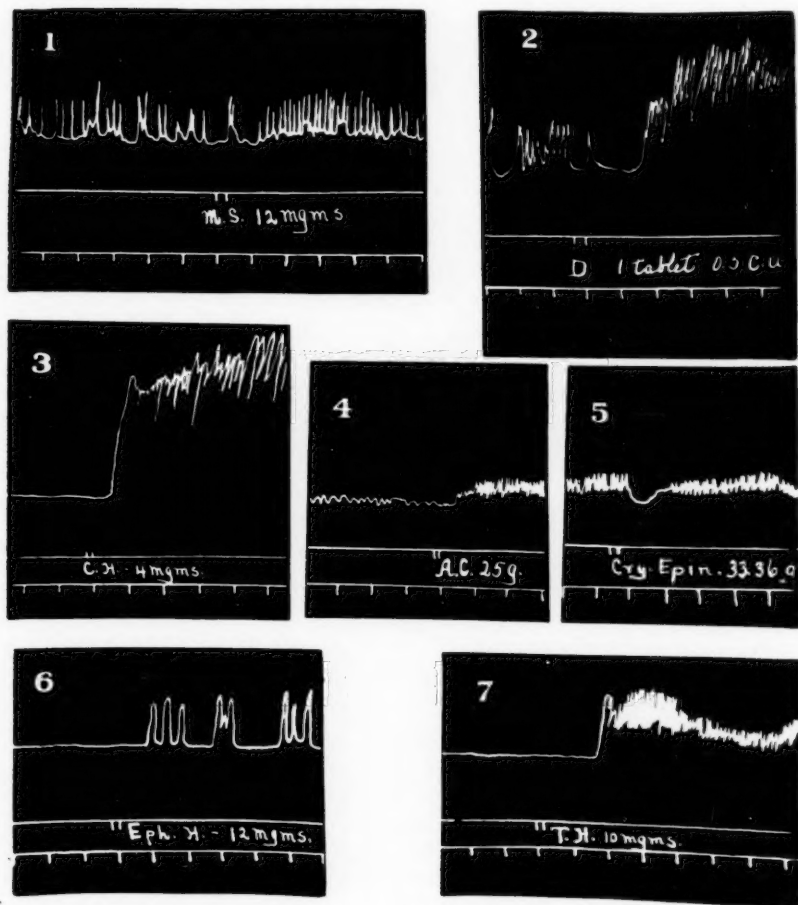 1
M.S. 12 mgms
2
D 1 tablet 0.5 C.U
3
C.H. - 4 mgms.
4
A.C. 25g.
5
Cry. Epin. 33.36 g
6
Eph. H. - 12 mgms.
7
T.H. 10 mgms.